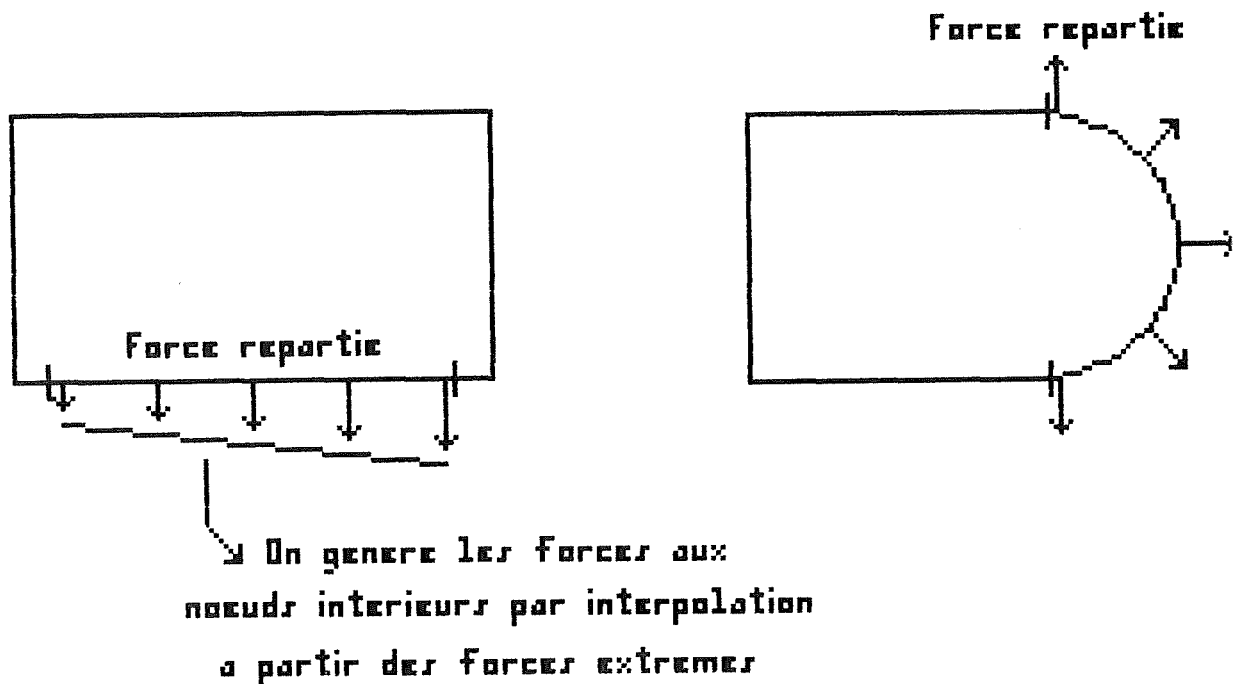 Force repartie
Force repartie
On genere les forces aux
noeuds interieurs par interpolation
a partir des forces extremes